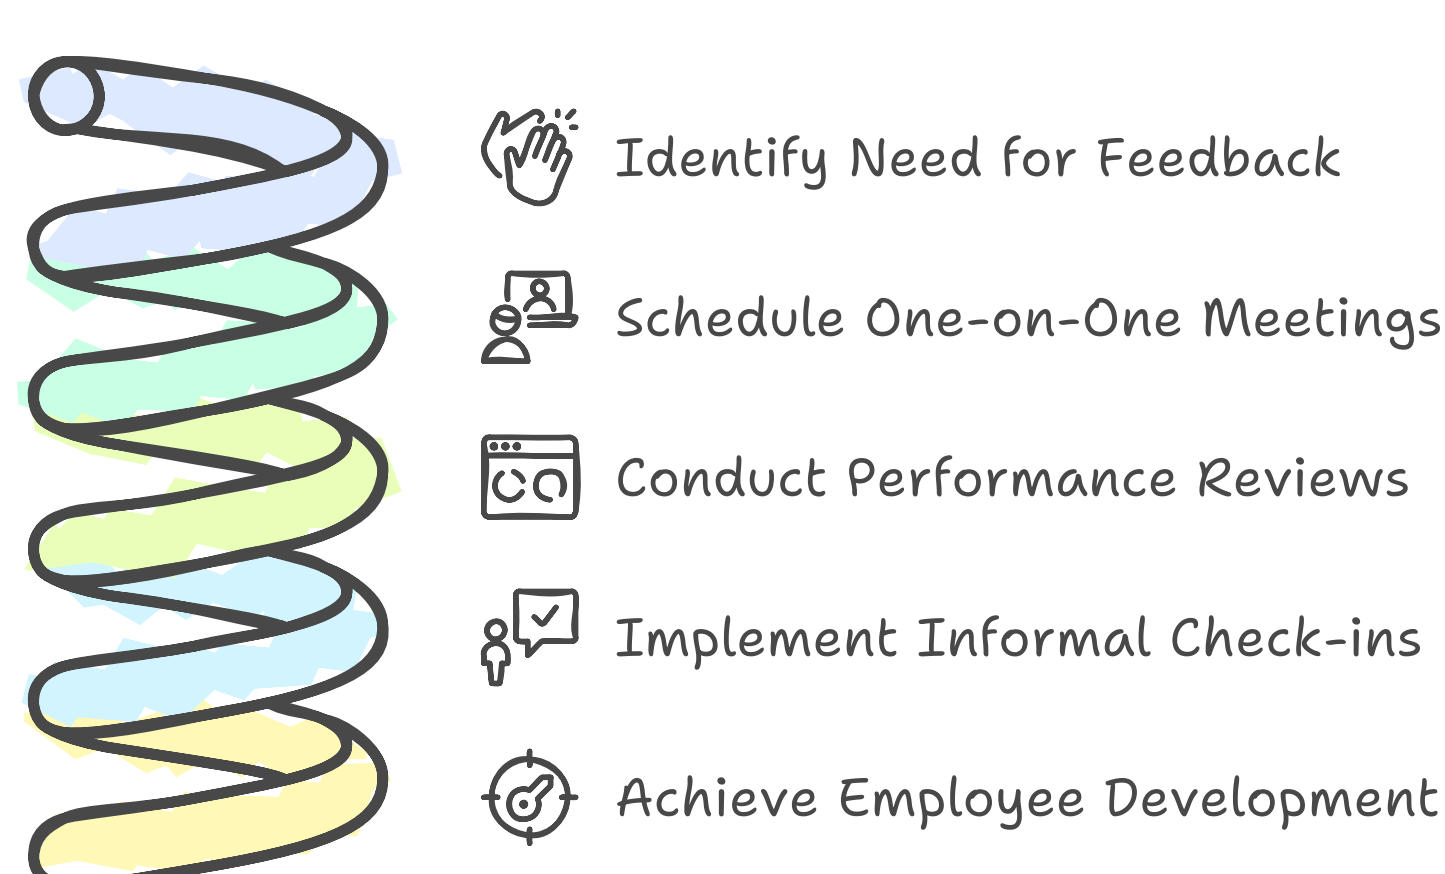 Identify Need for Feedback
Schedule One-on-One Meetings
Conduct Performance Reviews
Implement Informal Check-ins
Achieve Employee Development